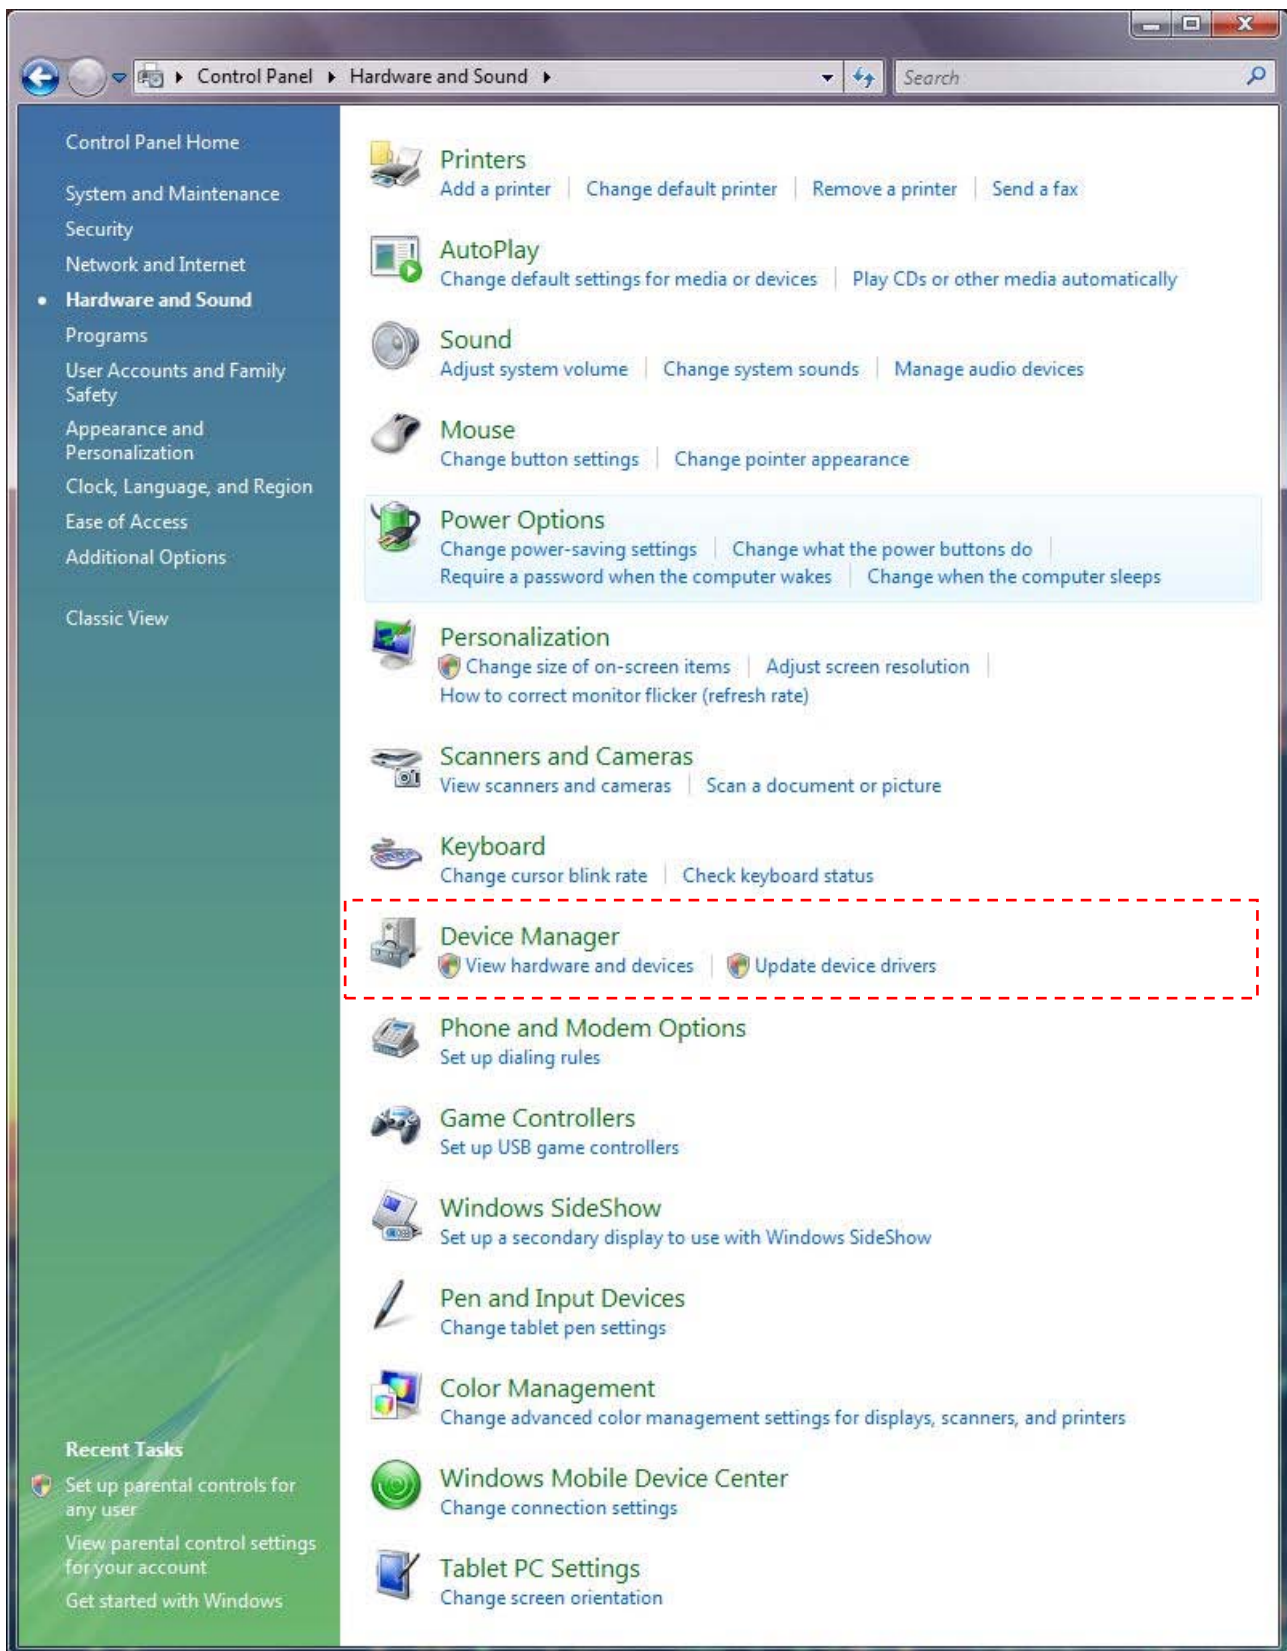 Control Panel Hardware and Sound
Search
Control Panel Home
System and Maintenance
Security
Network and Internet
Hardware and Sound
Programs
User Accounts and Family
Safety
Appearance and
Personalization
Clock, Language, and Region
Ease of Access
Additional Options
Classic View
Recent Tasks
Set up parental controls for
any user
View parental control settings
for your account
Get started with Windows
Printers
Add a printer Change default printer Remove a printer Send a fax
AutoPlay
Change default settings for media or devices Play CDs or other media automatically
Sound
Adjust system volume Change system sounds Manage audio devices
Mouse
Change button settings Change pointer appearance
Power Options
Change power-saving settings Change what the power buttons do
Require a password when the computer wakes Change when the computer sleeps
Personalization
Change size of on-screen items Adjust screen resolution
How to correct monitor flicker (refresh rate)
Scanners and Cameras
View scanners and cameras Scan a document or picture
Keyboard
Change cursor blink rate Check keyboard status
Device Manager
View hardware and devices Update device drivers
Phone and Modem Options
Set up dialing rules
Game Controllers
Set up USB game controllers
Windows SideShow
Set up a secondary display to use with Windows SideShow
Pen and Input Devices
Change tablet pen settings
Color Management
Change advanced color management settings for displays, scanners, and printers
Windows Mobile Device Center
Change connection settings
Tablet PC Settings
Change screen orientation